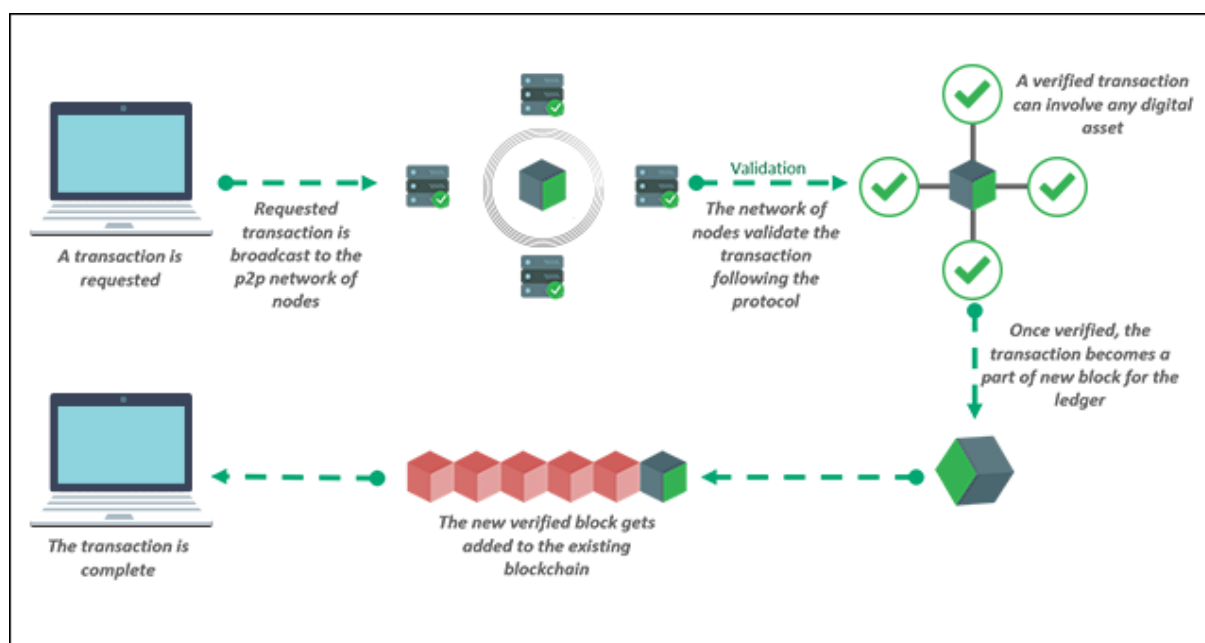 A transaction is
requested
Requested
transaction is
broadcast to the
p2p network of
nodes
Validation
The network of
nodes validate the
transaction
following the
protocol
A verified transaction
can involve any digital
asset
Once verified, the
transaction becomes a
part of new block for the
ledger
The new verified block gets
added to the existing
blockchain
The transaction is
complete